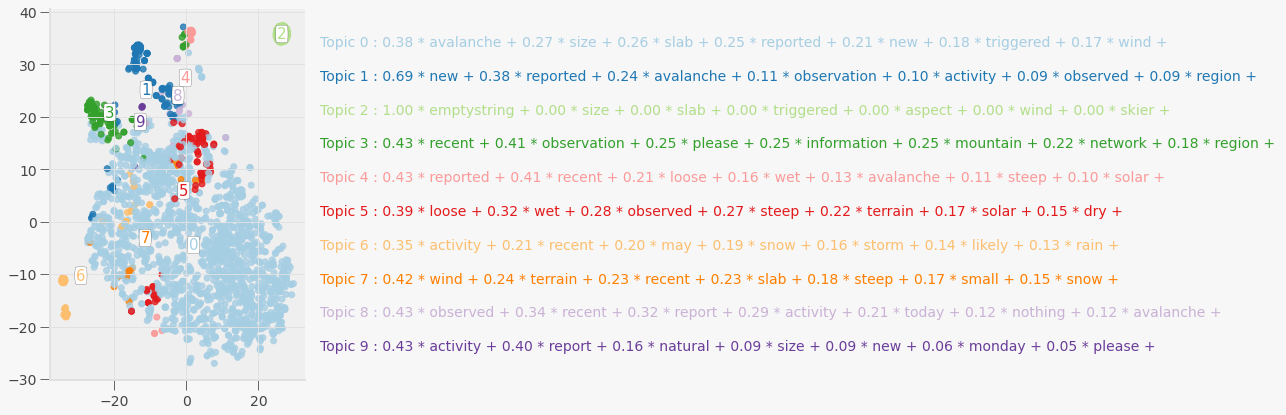 40
30
20
10
0
−10
−20
−30
−20 0 20
2
4
1
8
3
9
5
7
0
6
Topic 0 : 0.38 * avalanche + 0.27 * size + 0.26 * slab + 0.25 * reported + 0.21 * new + 0.18 * triggered + 0.17 * wind +
Topic 1 : 0.69 * new + 0.38 * reported + 0.24 * avalanche + 0.11 * observation + 0.10 * activity + 0.09 * observed + 0.09 * region +
Topic 2 : 1.00 * emptystring + 0.00 * size + 0.00 * slab + 0.00 * triggered + 0.00 * aspect + 0.00 * wind + 0.00 * skier +
Topic 3 : 0.43 * recent + 0.41 * observation + 0.25 * please + 0.25 * information + 0.25 * mountain + 0.22 * network + 0.18 * region +
Topic 4 : 0.43 * reported + 0.41 * recent + 0.21 * loose + 0.16 * wet + 0.13 * avalanche + 0.11 * steep + 0.10 * solar +
Topic 5 : 0.39 * loose + 0.32 * wet + 0.28 * observed + 0.27 * steep + 0.22 * terrain + 0.17 * solar + 0.15 * dry +
Topic 6 : 0.35 * activity + 0.21 * recent + 0.20 * may + 0.19 * snow + 0.16 * storm + 0.14 * likely + 0.13 * rain +
Topic 7 : 0.42 * wind + 0.24 * terrain + 0.23 * recent + 0.23 * slab + 0.18 * steep + 0.17 * small + 0.15 * snow +
Topic 8 : 0.43 * observed + 0.34 * recent + 0.32 * report + 0.29 * activity + 0.21 * today + 0.12 * nothing + 0.12 * avalanche +
Topic 9 : 0.43 * activity + 0.40 * report + 0.16 * natural + 0.09 * size + 0.09 * new + 0.06 * monday + 0.05 * please +